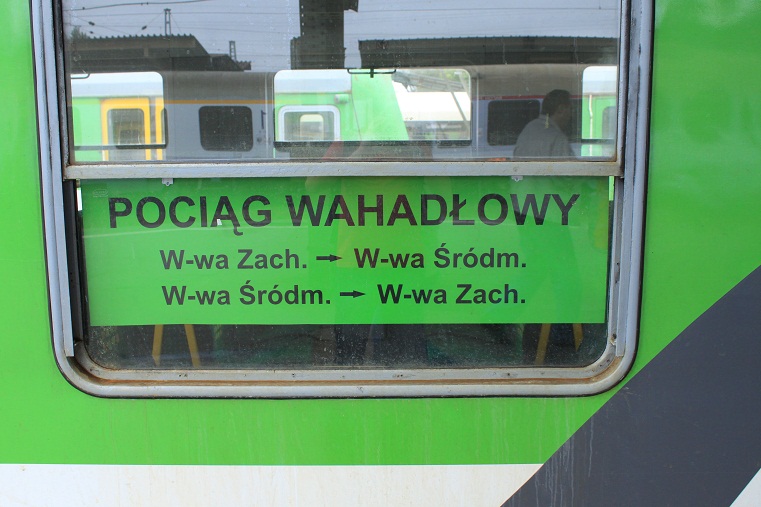 POCIĄG WAHADŁOWY
W-wa Zach. → W-wa Śródm.
W-wa Śródm. → W-wa Zach.